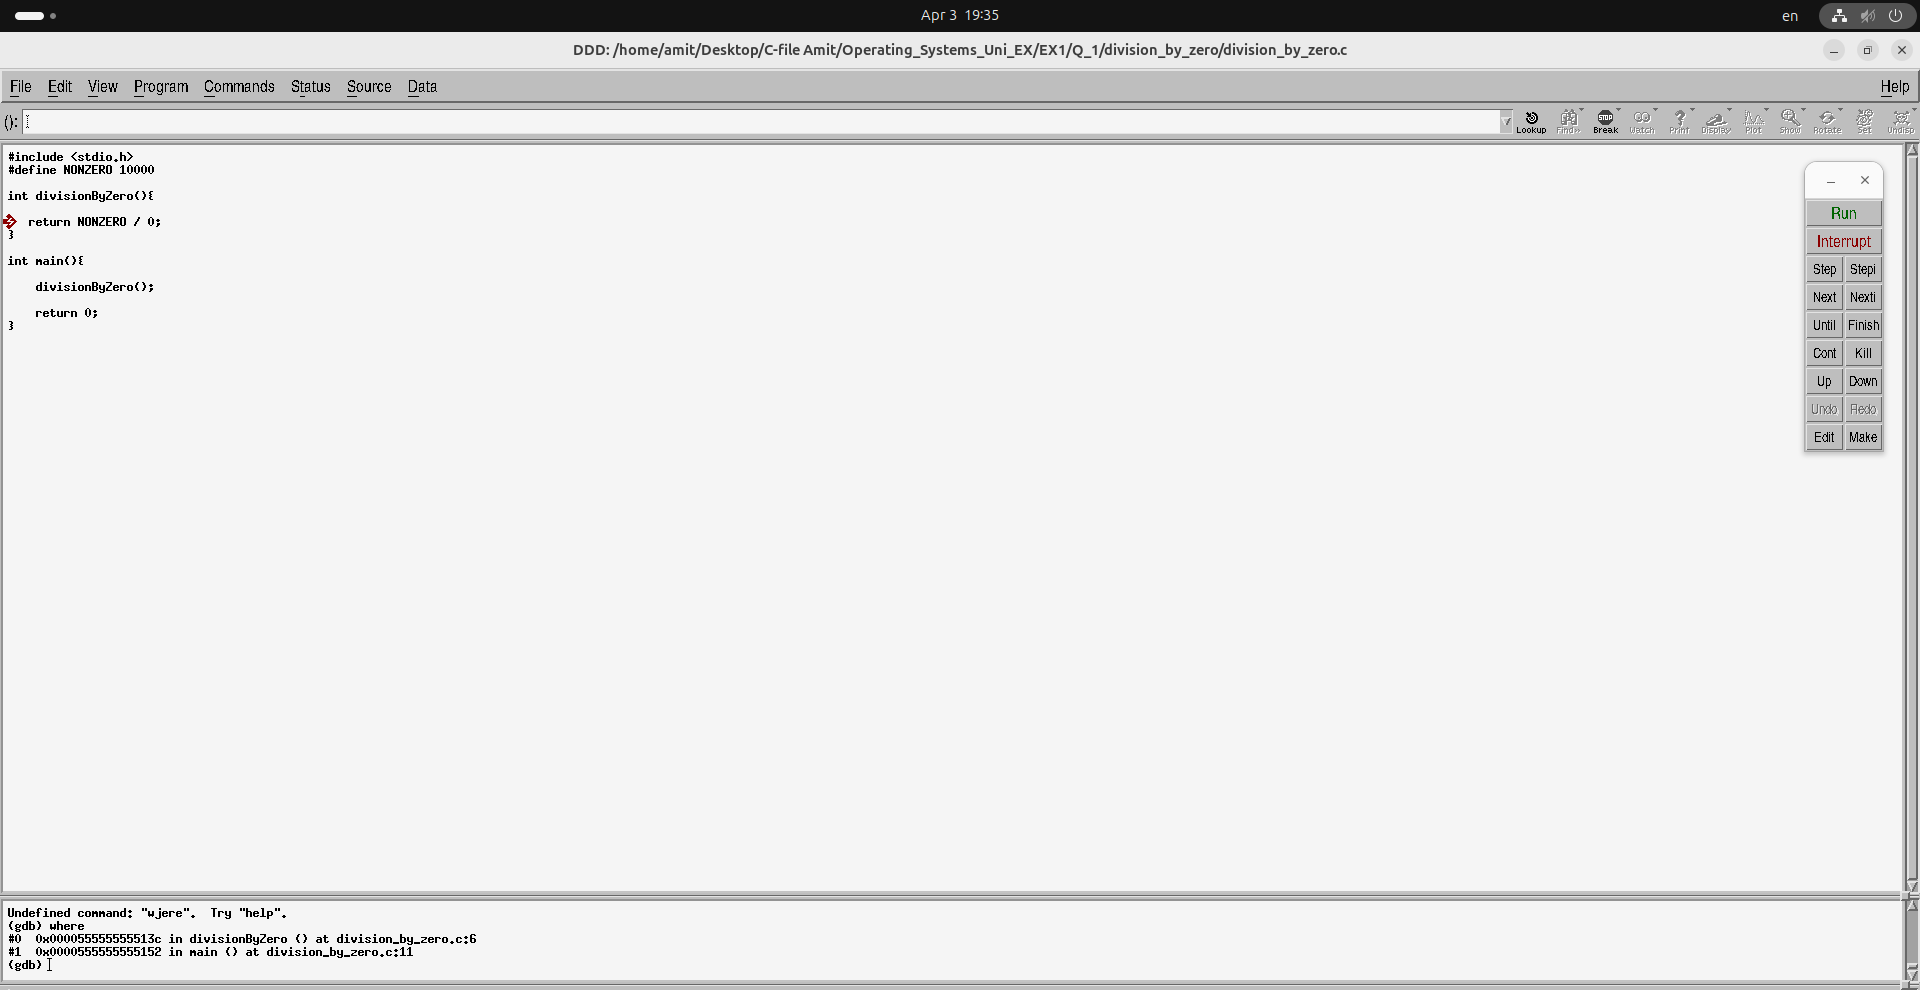 Apr 3 19:35
en
DDD: /home/amit/Desktop/C-file Amit/Operating_Systems_Uni_EX/EX1/Q_1/division_by_zero/division_by_zero.c
File Edit View Program Commands Status Source Data Help
():
Lookup Find>> Break Watch Print Display Plot Show Rotate Set Undisp
#include <stdio.h>
#define NONZERO 10000
int divisionByZero(){
return NONZERO / 0;
}
int main(){
divisionByZero();
return 0;
}
Run
Interrupt
Step Stepi
Next Nexti
Until Finish
Cont Kill
Up Down
Undo Redo
Edit Make
Undefined command: "wjere".  Try "help".
(gdb) where
#0  0x000055555555513c in divisionByZero () at division_by_zero.c:6
#1  0x0000555555555152 in main () at division_by_zero.c:11
(gdb)